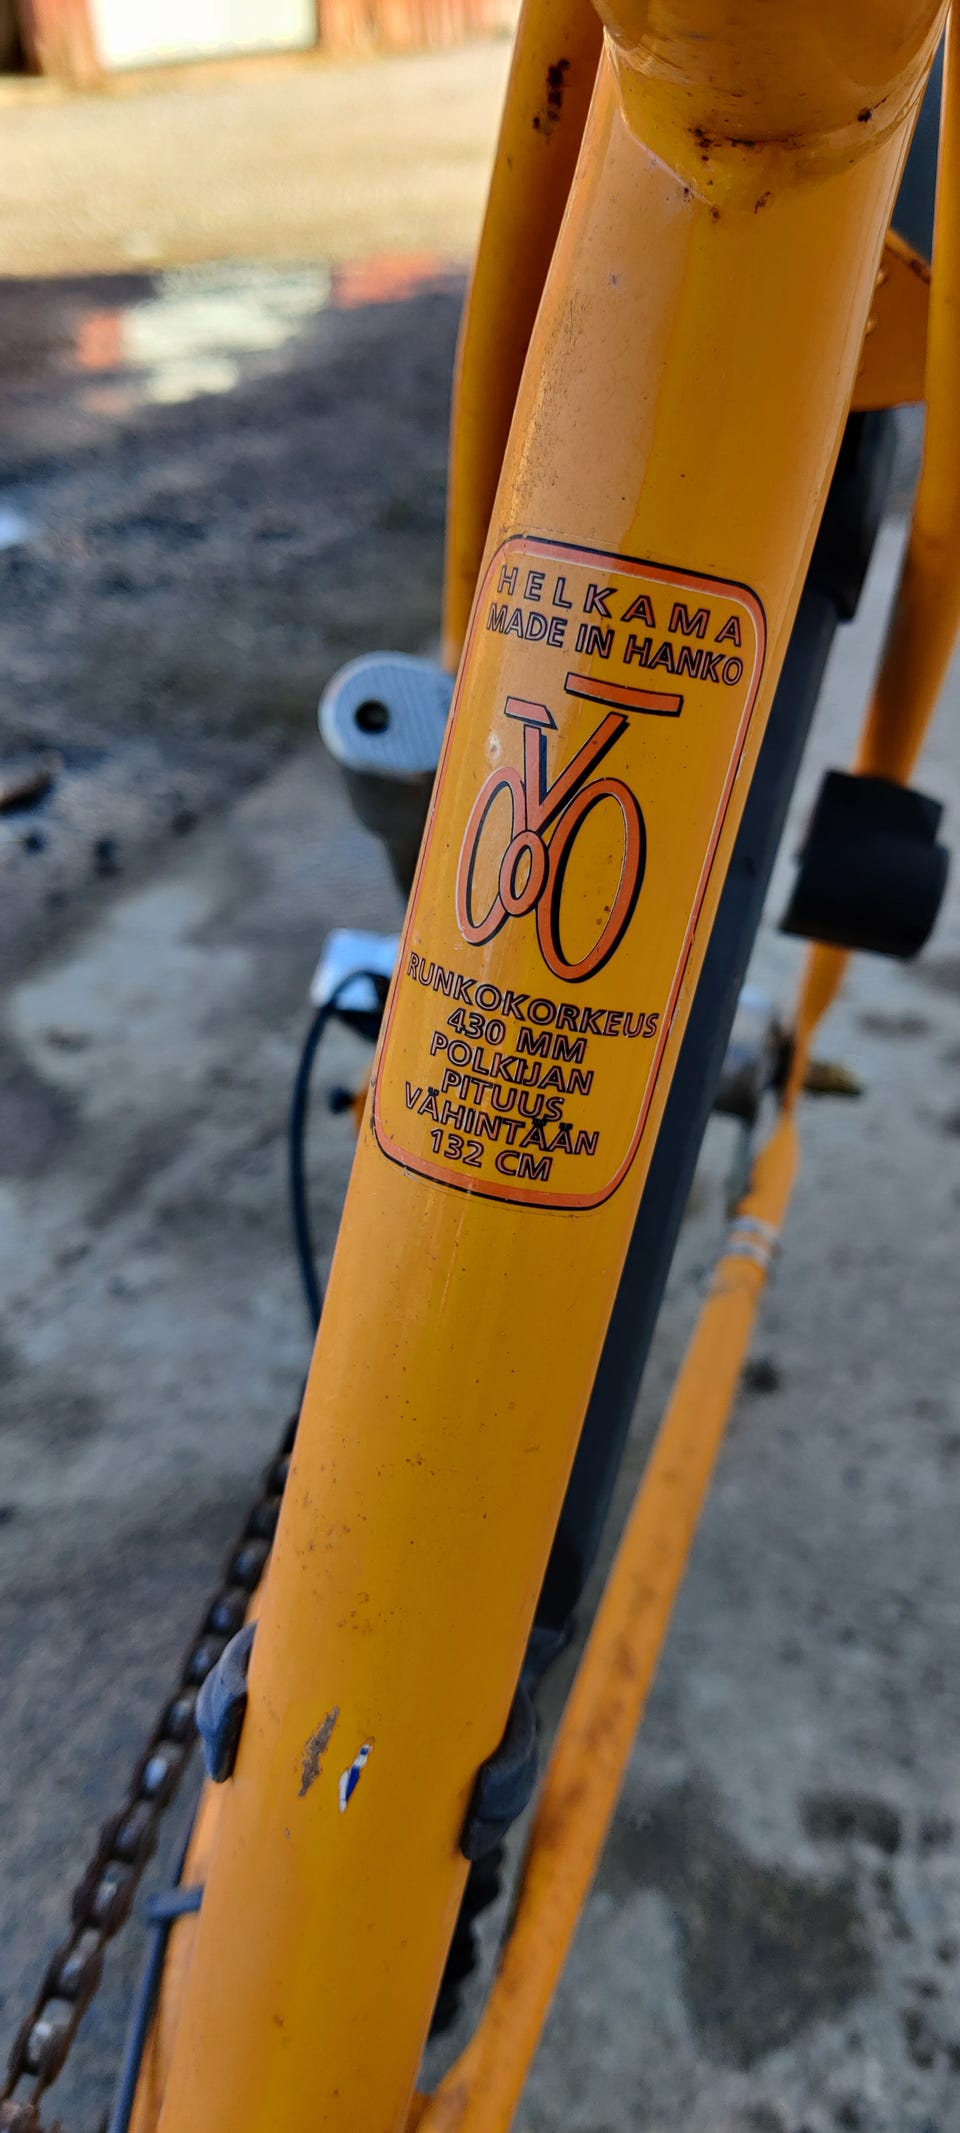 HELKAMA
MADE IN HANKO
RUNKOKORKEUS
430 MM
POLKIJAN
PITUUS
VÄHINTÄÄN
132 CM